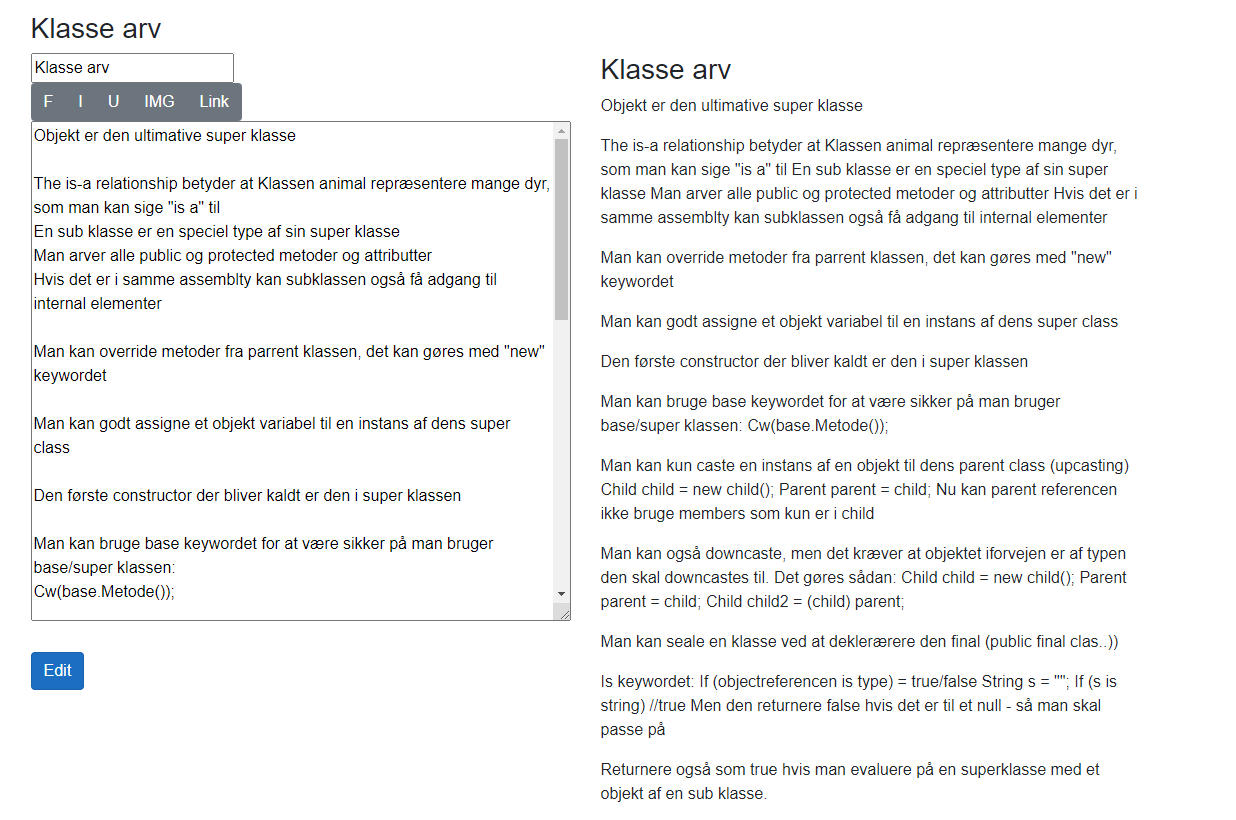 Klasse arv
Klasse arv
F I U IMG Link
Objekt er den ultimative super klasse
The is-a relationship betyder at Klassen animal repræsentere mange dyr,
som man kan sige "is a" til
En sub klasse er en speciel type af sin super klasse
Man arver alle public og protected metoder og attributter
Hvis det er i samme assemblty kan subklassen også få adgang til
internal elementer
Man kan override metoder fra parrent klassen, det kan gøres med "new"
keywordet
Man kan godt assigne et objekt variabel til en instans af dens super
class
Den første constructor der bliver kaldt er den i super klassen
Man kan bruge base keywordet for at være sikker på man bruger
base/super klassen:
Cw(base.Metode());
Edit
Klasse arv
Objekt er den ultimative super klasse
The is-a relationship betyder at Klassen animal repræsentere mange dyr,
som man kan sige "is a" til En sub klasse er en speciel type af sin super
klasse Man arver alle public og protected metoder og attributter Hvis det er i
samme assemblty kan subklassen også få adgang til internal elementer
Man kan override metoder fra parrent klassen, det kan gøres med "new"
keywordet
Man kan godt assigne et objekt variabel til en instans af dens super class
Den første constructor der bliver kaldt er den i super klassen
Man kan bruge base keywordet for at være sikker på man bruger
base/super klassen: Cw(base.Metode());
Man kan kun caste en instans af en objekt til dens parent class (upcasting)
Child child = new child(); Parent parent = child; Nu kan parent referencen
ikke bruge members som kun er i child
Man kan også downcaste, men det kræver at objektet iforvejen er af typen
den skal downcastes til. Det gøres sådan: Child child = new child(); Parent
parent = child; Child child2 = (child) parent;
Man kan seale en klasse ved at deklerærere den final (public final clas..))
Is keywordet: If (objectreferencen is type) = true/false String s = ""; If (s is
string) //true Men den returnere false hvis det er til et null - så man skal
passe på
Returnere også som true hvis man evaluere på en superklasse med et
objekt af en sub klasse.